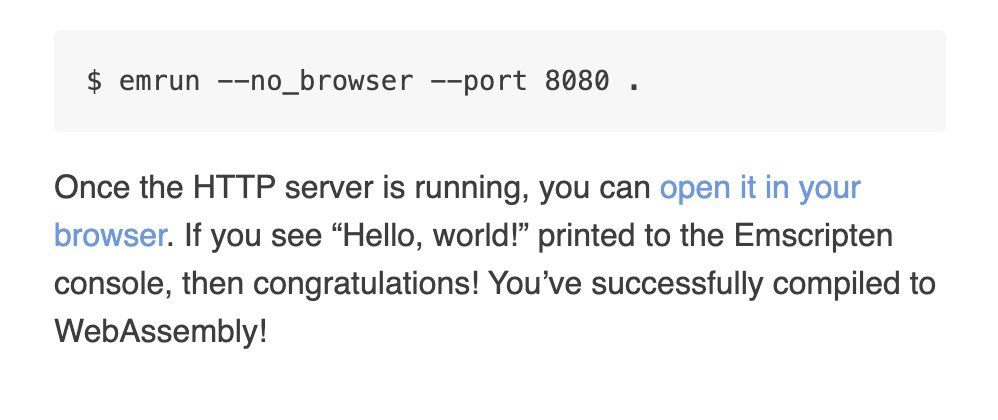 $ emrun --no_browser --port 8080 .
Once the HTTP server is running, you can open it in your
browser. If you see “Hello, world!” printed to the Emscripten
console, then congratulations! You’ve successfully compiled to
WebAssembly!